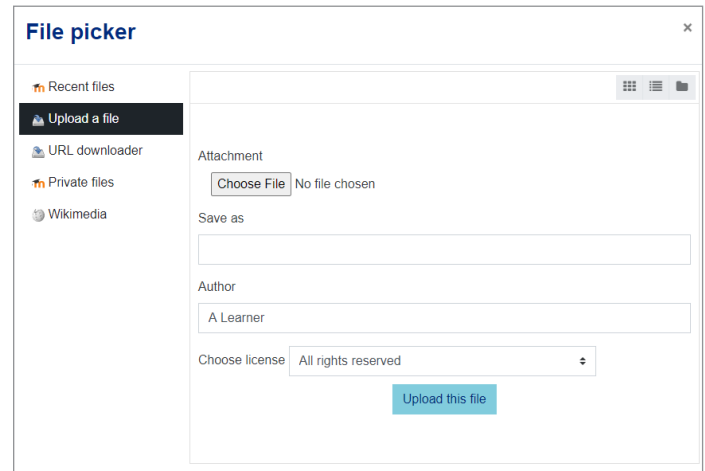 File picker
×
Recent files
Upload a file
URL downloader
Private files
Wikimedia
Attachment
Choose File No file chosen
Save as
Author
A Learner
Choose license All rights reserved
Upload this file